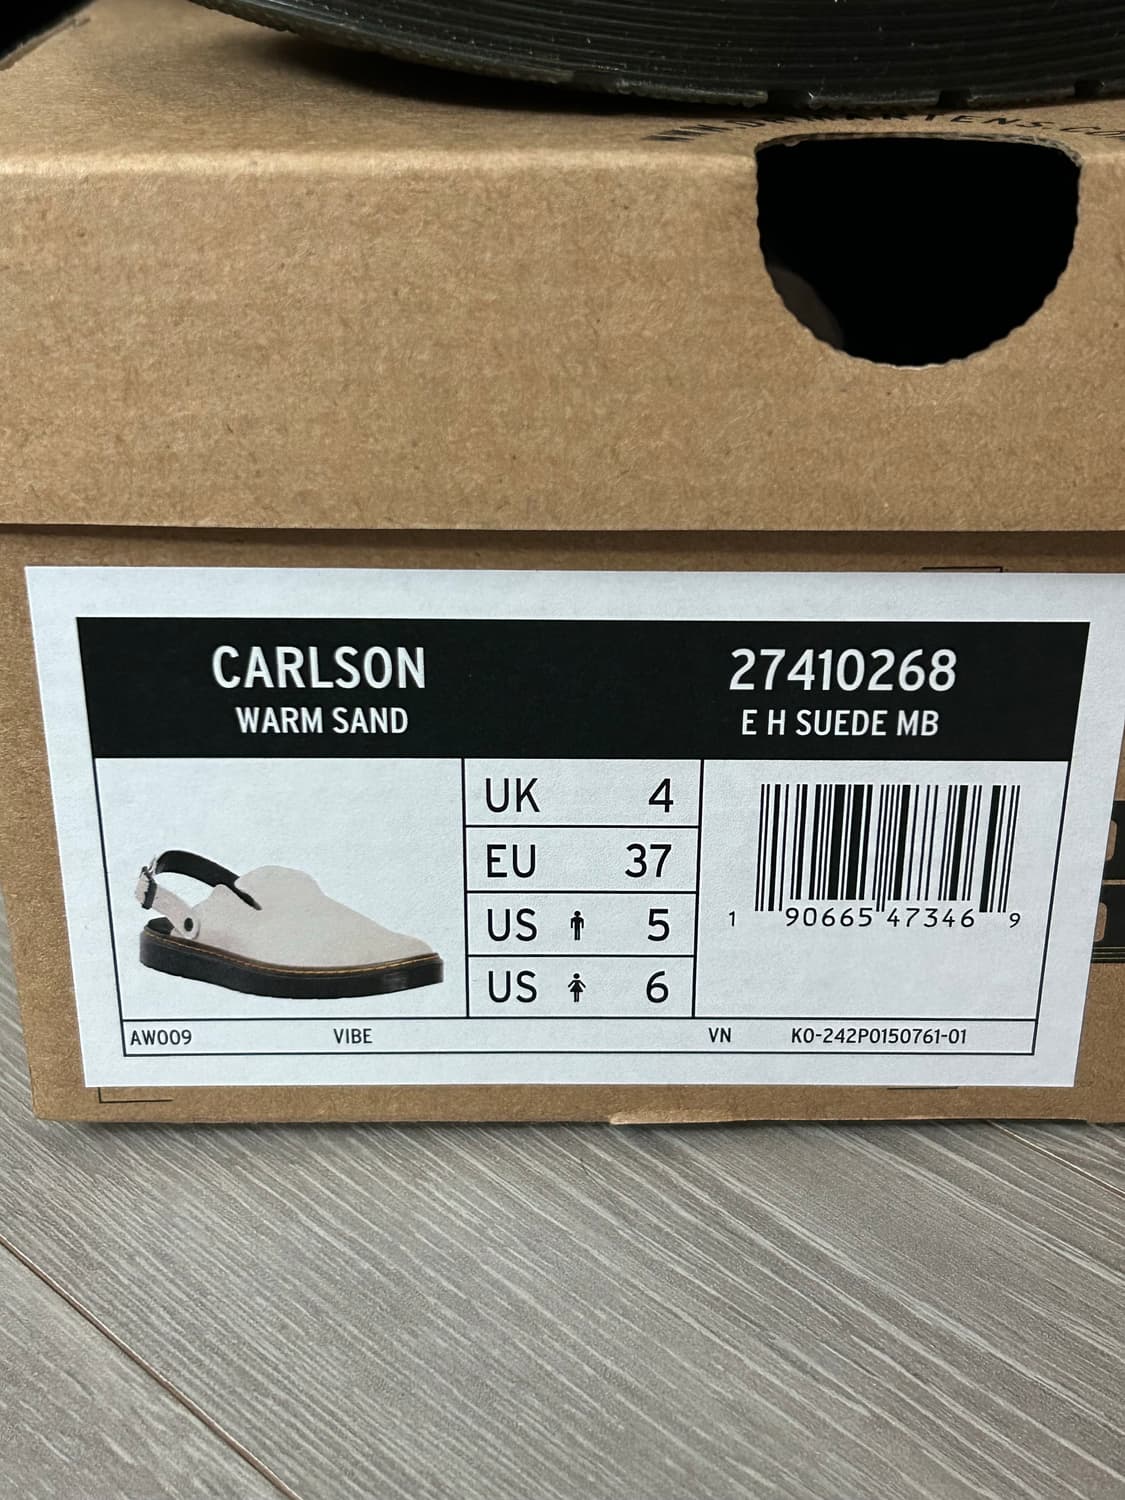 CARLSON
WARM SAND
27410268
E H SUEDE MB
UK 4
EU 37
US 5
US 6
1 90665 47346 9
AW009 VIBE VN K0-242P0150761-01